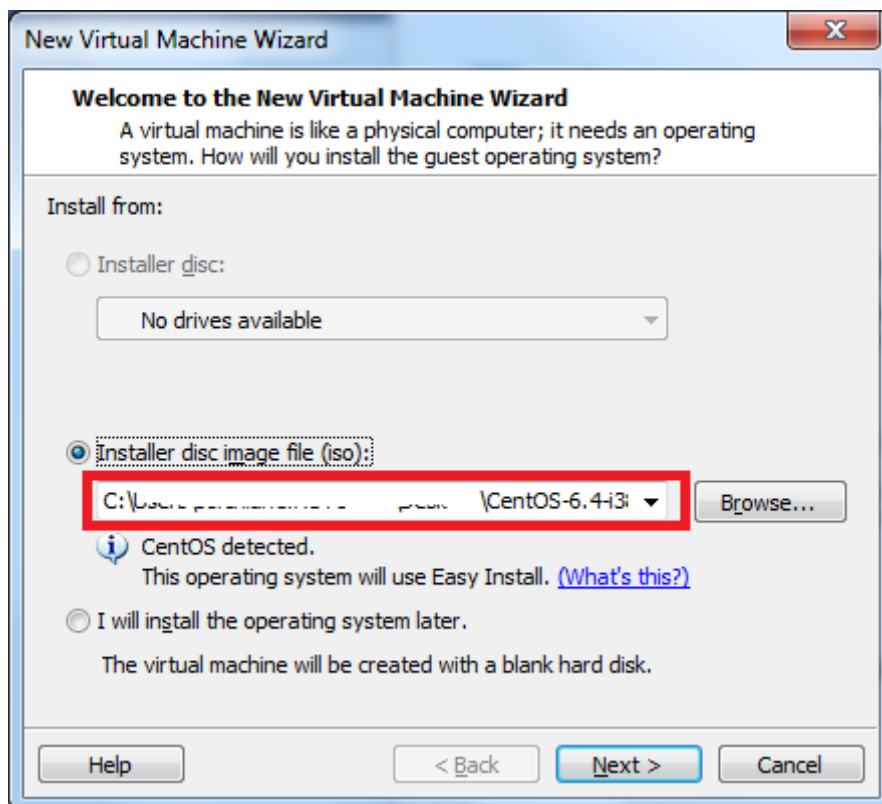 New Virtual Machine Wizard
Welcome to the New Virtual Machine Wizard
A virtual machine is like a physical computer; it needs an operating
system. How will you install the guest operating system?
Install from:
Installer disc:
No drives available
Installer disc image file (iso):
C:\ \CentOS-6.4-i38 Browse...
CentOS detected.
This operating system will use Easy Install. (What's this?)
I will install the operating system later.
The virtual machine will be created with a blank hard disk.
Help < Back Next > Cancel